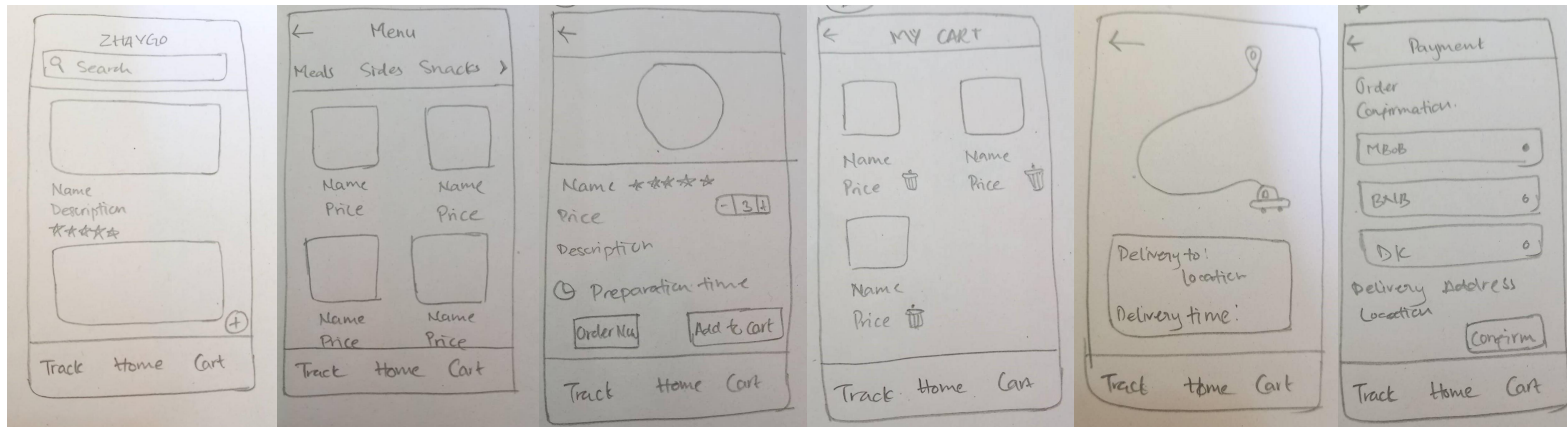 ZHAYGO
Search
Name
Description
Track Home Cart
Menu
Meals Sides Snacks >
Name Name
Price Price
Name Name
Price Price
Track Home Cart
Name
Price
- 3 +
Description
Preparation time
Order Nu Add to cart
Track Home Cart
MY CART
Name Name
Price Price
Name
Price
Track Home Cart
Delivery to:
location
Delivery time:
Track Home Cart
Payment
Order
Confirmation.
MBOB
BNB
DK
Delivery Address
Location
Confirm
Track Home Cart